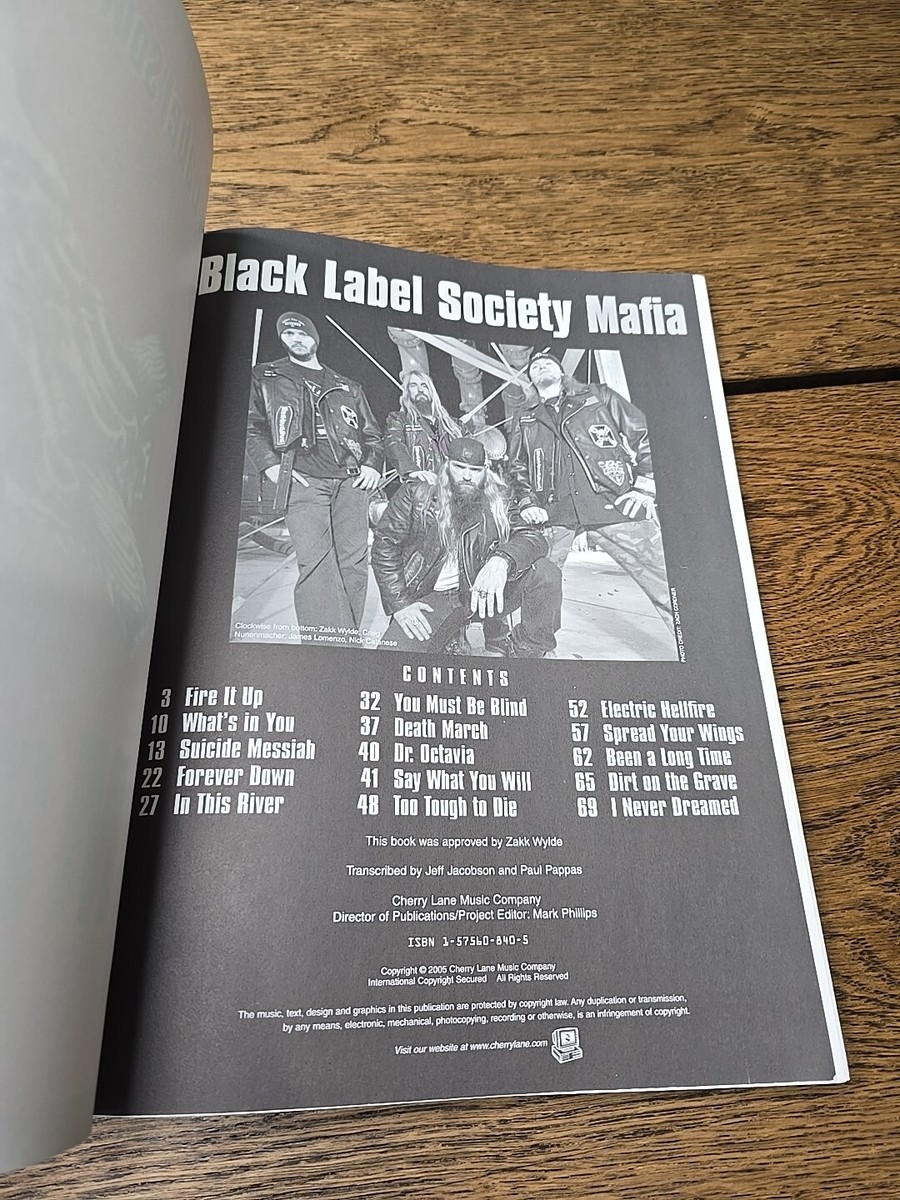 Black Label Society Mafia
Clockwise from bottom: Zakk Wylde, Craig
Nunenmacher, James Lomenzo, Nick Catanese
PHOTO CREDIT: ZACH CORDNER
CONTENTS
3 Fire It Up
10 What's in You
13 Suicide Messiah
22 Forever Down
27 In This River
32 You Must Be Blind
37 Death March
40 Dr. Octavia
41 Say What You Will
48 Too Tough to Die
52 Electric Hellfire
57 Spread Your Wings
62 Been a Long Time
65 Dirt on the Grave
69 I Never Dreamed
This book was approved by Zakk Wylde
Transcribed by Jeff Jacobson and Paul Pappas
Cherry Lane Music Company
Director of Publications/Project Editor: Mark Phillips
ISBN 1-57560-840-5
Copyright © 2005 Cherry Lane Music Company
International Copyright Secured All Rights Reserved
The music, text, design and graphics in this publication are protected by copyright law. Any duplication or transmission,
by any means, electronic, mechanical, photocopying, recording or otherwise, is an infringement of copyright.
Visit our website at www.cherrylane.com